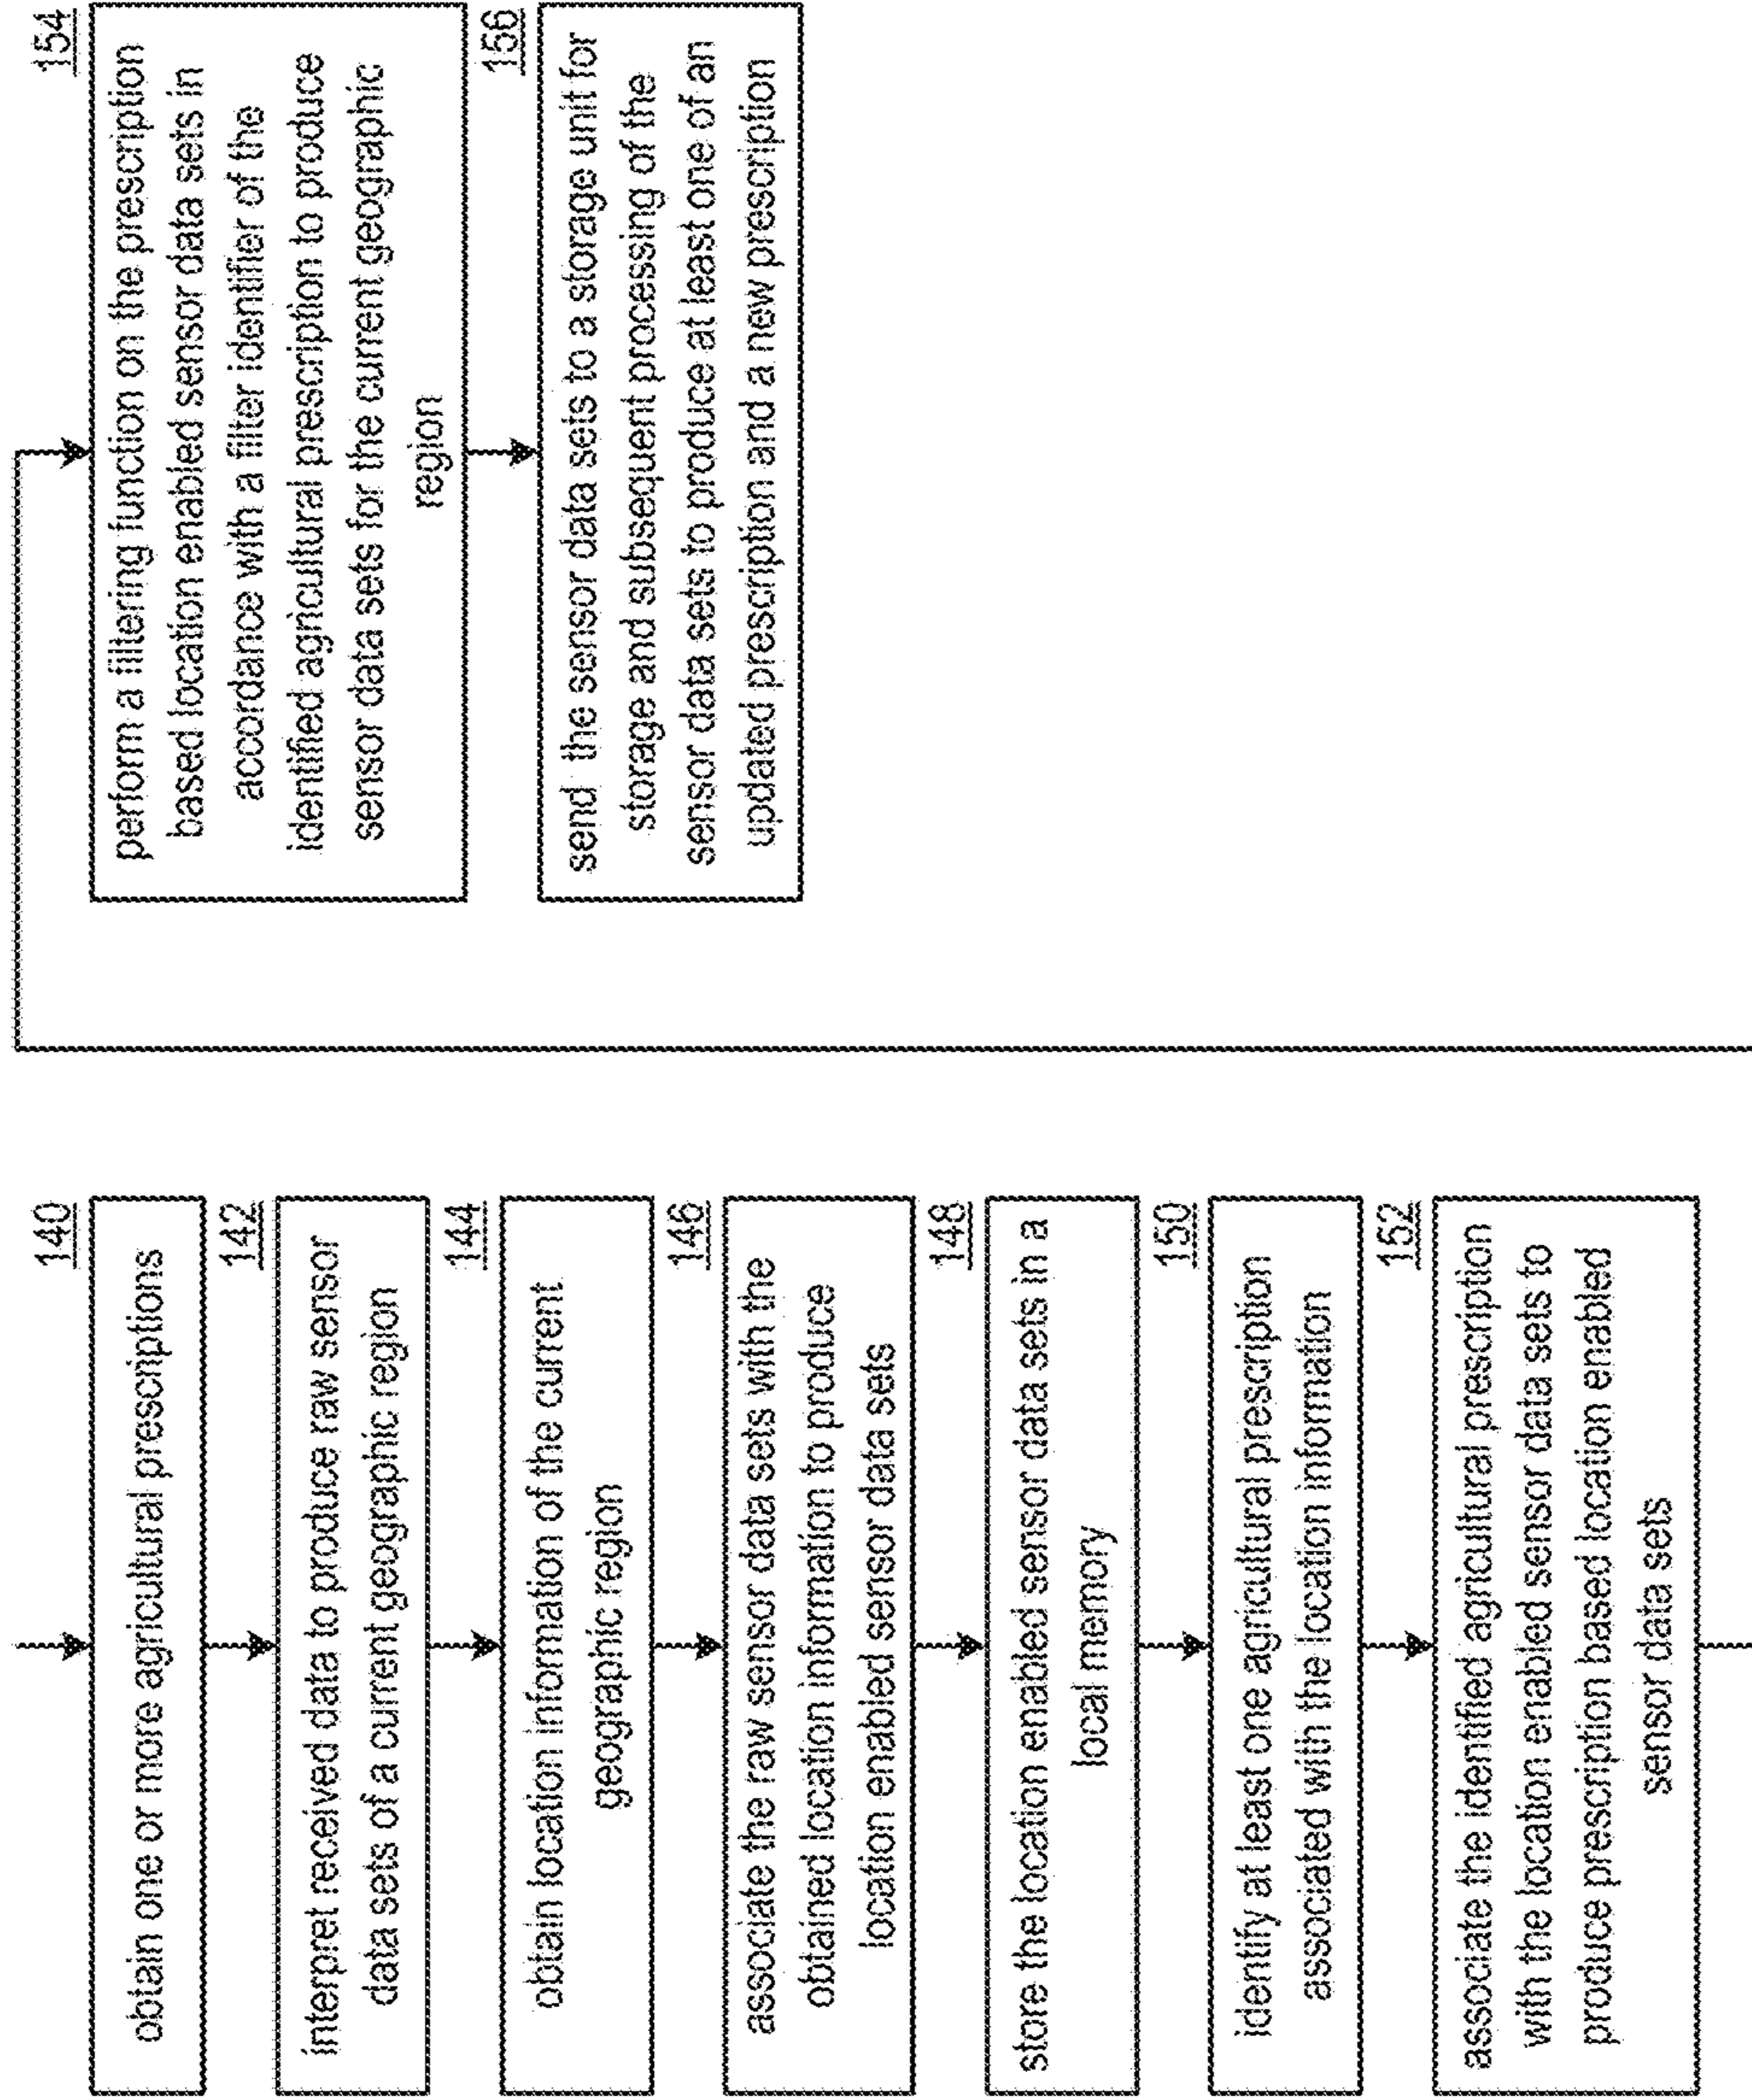 140
obtain one or more agricultural prescriptions
142
interpret received data to produce raw sensor
data sets of a current geographic region
144
obtain location information of the current
geographic region
146
associate the raw sensor data sets with the
obtained location information to produce
location enabled sensor data sets
148
store the location enabled sensor data sets in a
local memory
150
identify at least one agricultural prescription
associated with the location information
152
associate the identified agricultural prescription
with the location enabled sensor data sets to
produce prescription based location enabled
sensor data sets
154
perform a filtering function on the prescription
based location enabled sensor data sets in
accordance with a filter identifier of the
identified agricultural prescription to produce
sensor data sets for the current geographic
region
156
send the sensor data sets to a storage unit for
storage and subsequent processing of the
sensor data sets to produce at least one of an
updated prescription and a new prescription